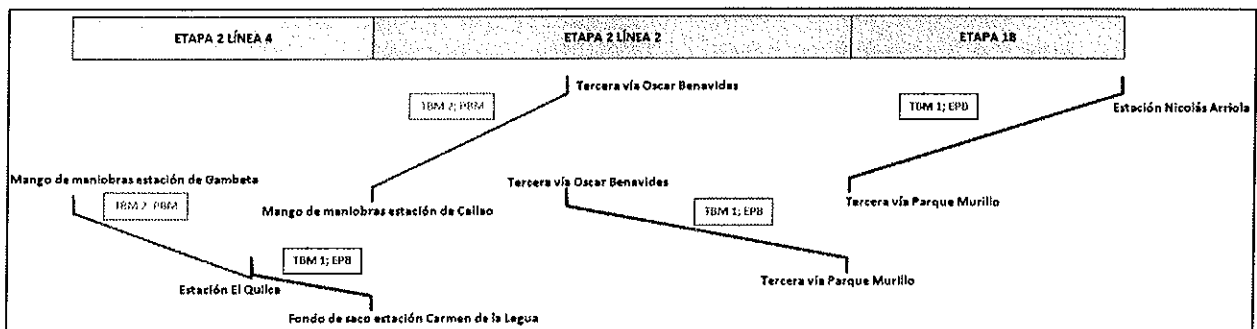 ETAPA 2 LÍNEA 4
ETAPA 2 LÍNEA 2
ETAPA 1B
Tercera vía Oscar Benavides
TBM 2; PBM
TBM 1; EPB
Estación Nicolás Arriola
Mango de maniobras estación de Gambeta
Tercera vía Oscar Benavides
TBM 2; PBM
Mango de maniobras estación de Callao
TBM 1; EPB
Tercera vía Parque Murillo
TBM 1; EPB
Estación El Quilca
Tercera vía Parque Murillo
Fondo de saco estación Carmen de la Legua